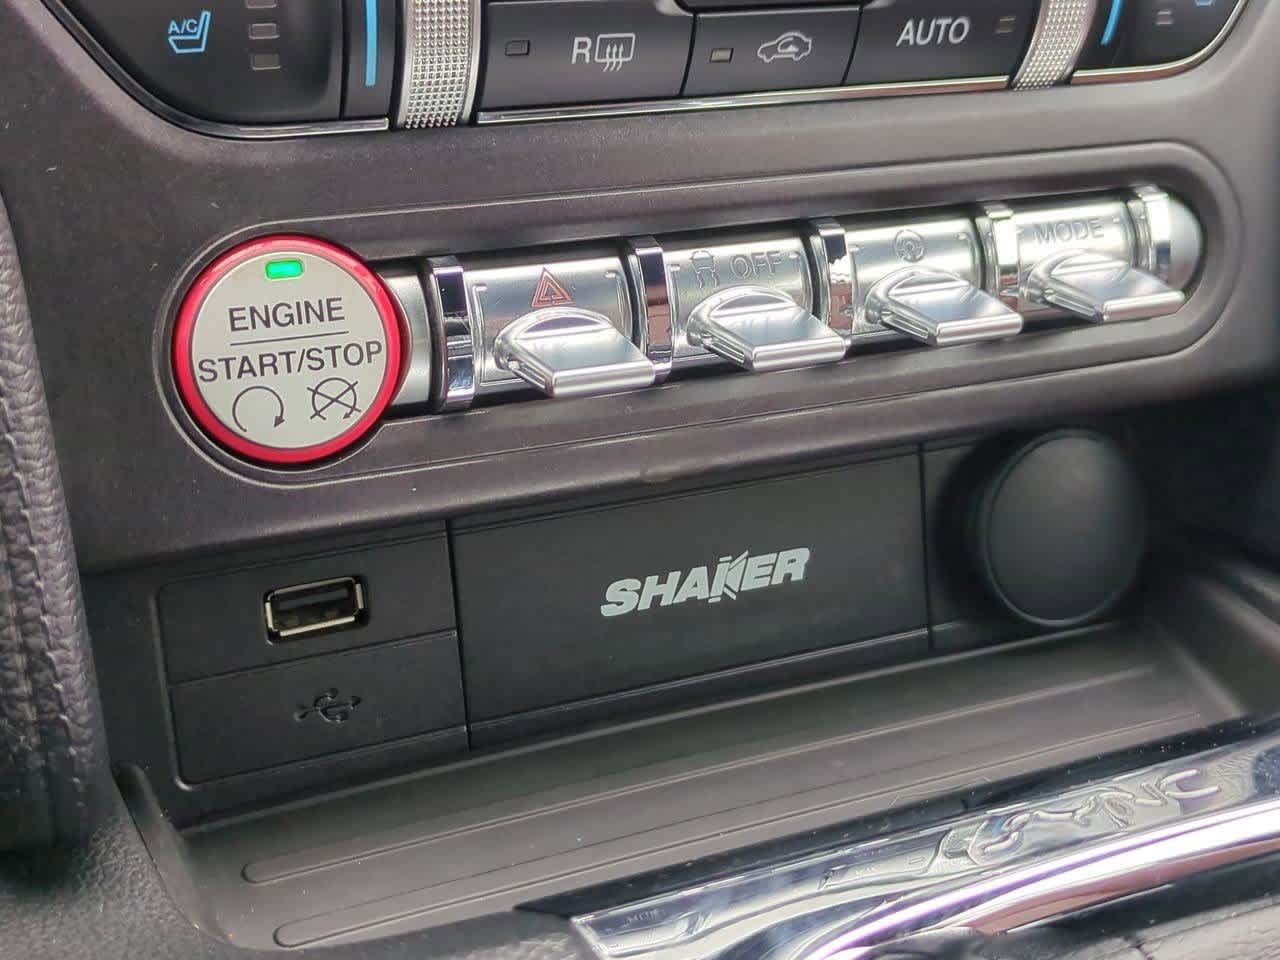 A/C
R
AUTO
OFF
MODE
ENGINE
START/STOP
SHAKER